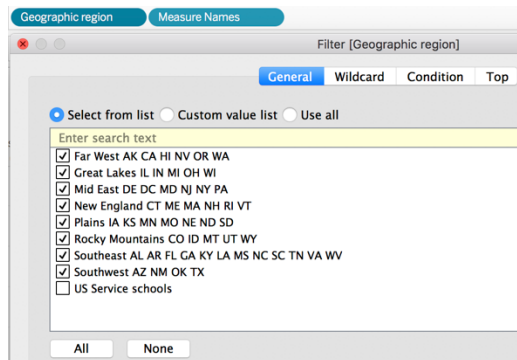 Geographic region Measure Names
Filter [Geographic region]
General Wildcard Condition Top
Select from list Custom value list Use all
Enter search text
Far West AK CA HI NV OR WA
Great Lakes IL IN MI OH WI
Mid East DE DC MD NJ NY PA
New England CT ME MA NH RI VT
Plains IA KS MN MO NE ND SD
Rocky Mountains CO ID MT UT WY
Southeast AL AR FL GA KY LA MS NC SC TN VA WV
Southwest AZ NM OK TX
US Service schools
All None